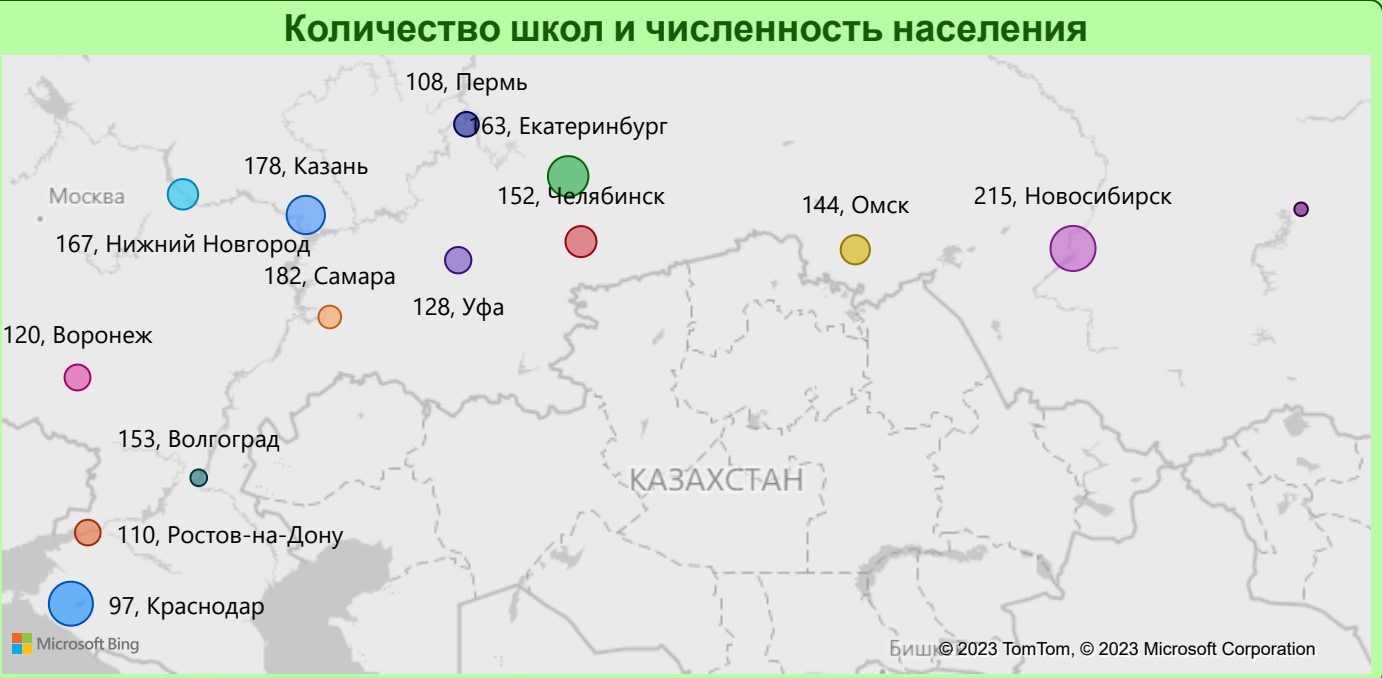 Количество школ и численность населения
108, Пермь
163, Екатеринбург
178, Казань
Москва
152, Челябинск
144, Омск
215, Новосибирск
167, Нижний Новгород
182, Самара
128, Уфа
120, Воронеж
153, Волгоград
КАЗАХСТАН
110, Ростов-на-Дону
97, Краснодар
Microsoft Bing
© 2023 TomTom, © 2023 Microsoft Corporation